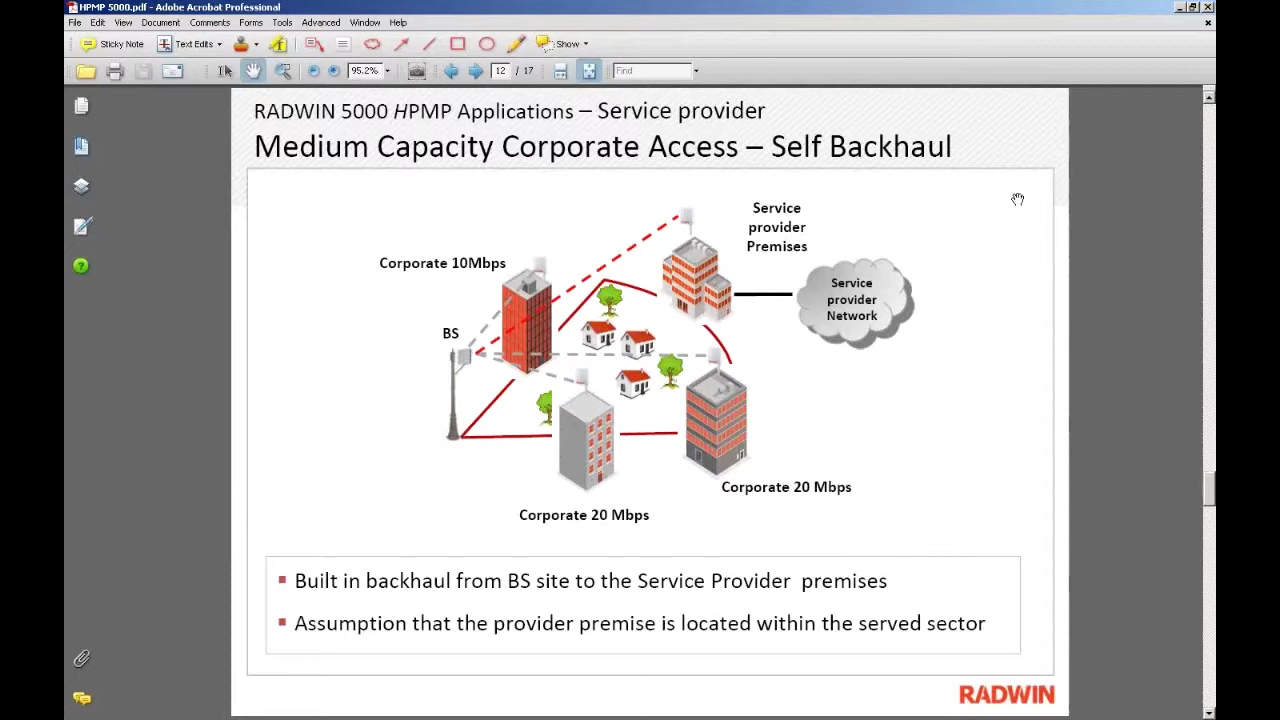 HPMP 5000.pdf - Adobe Acrobat Professional
File Edit View Document Comments Forms Tools Advanced Window Help
Sticky Note Text Edits Show
95.2% 12 / 17 Find
RADWIN 5000 HPMP Applications – Service provider
Medium Capacity Corporate Access – Self Backhaul
Service
provider
Premises
Corporate 10Mbps
Service
provider
Network
BS
Corporate 20 Mbps
Corporate 20 Mbps
Built in backhaul from BS site to the Service Provider premises
Assumption that the provider premise is located within the served sector
RADWIN